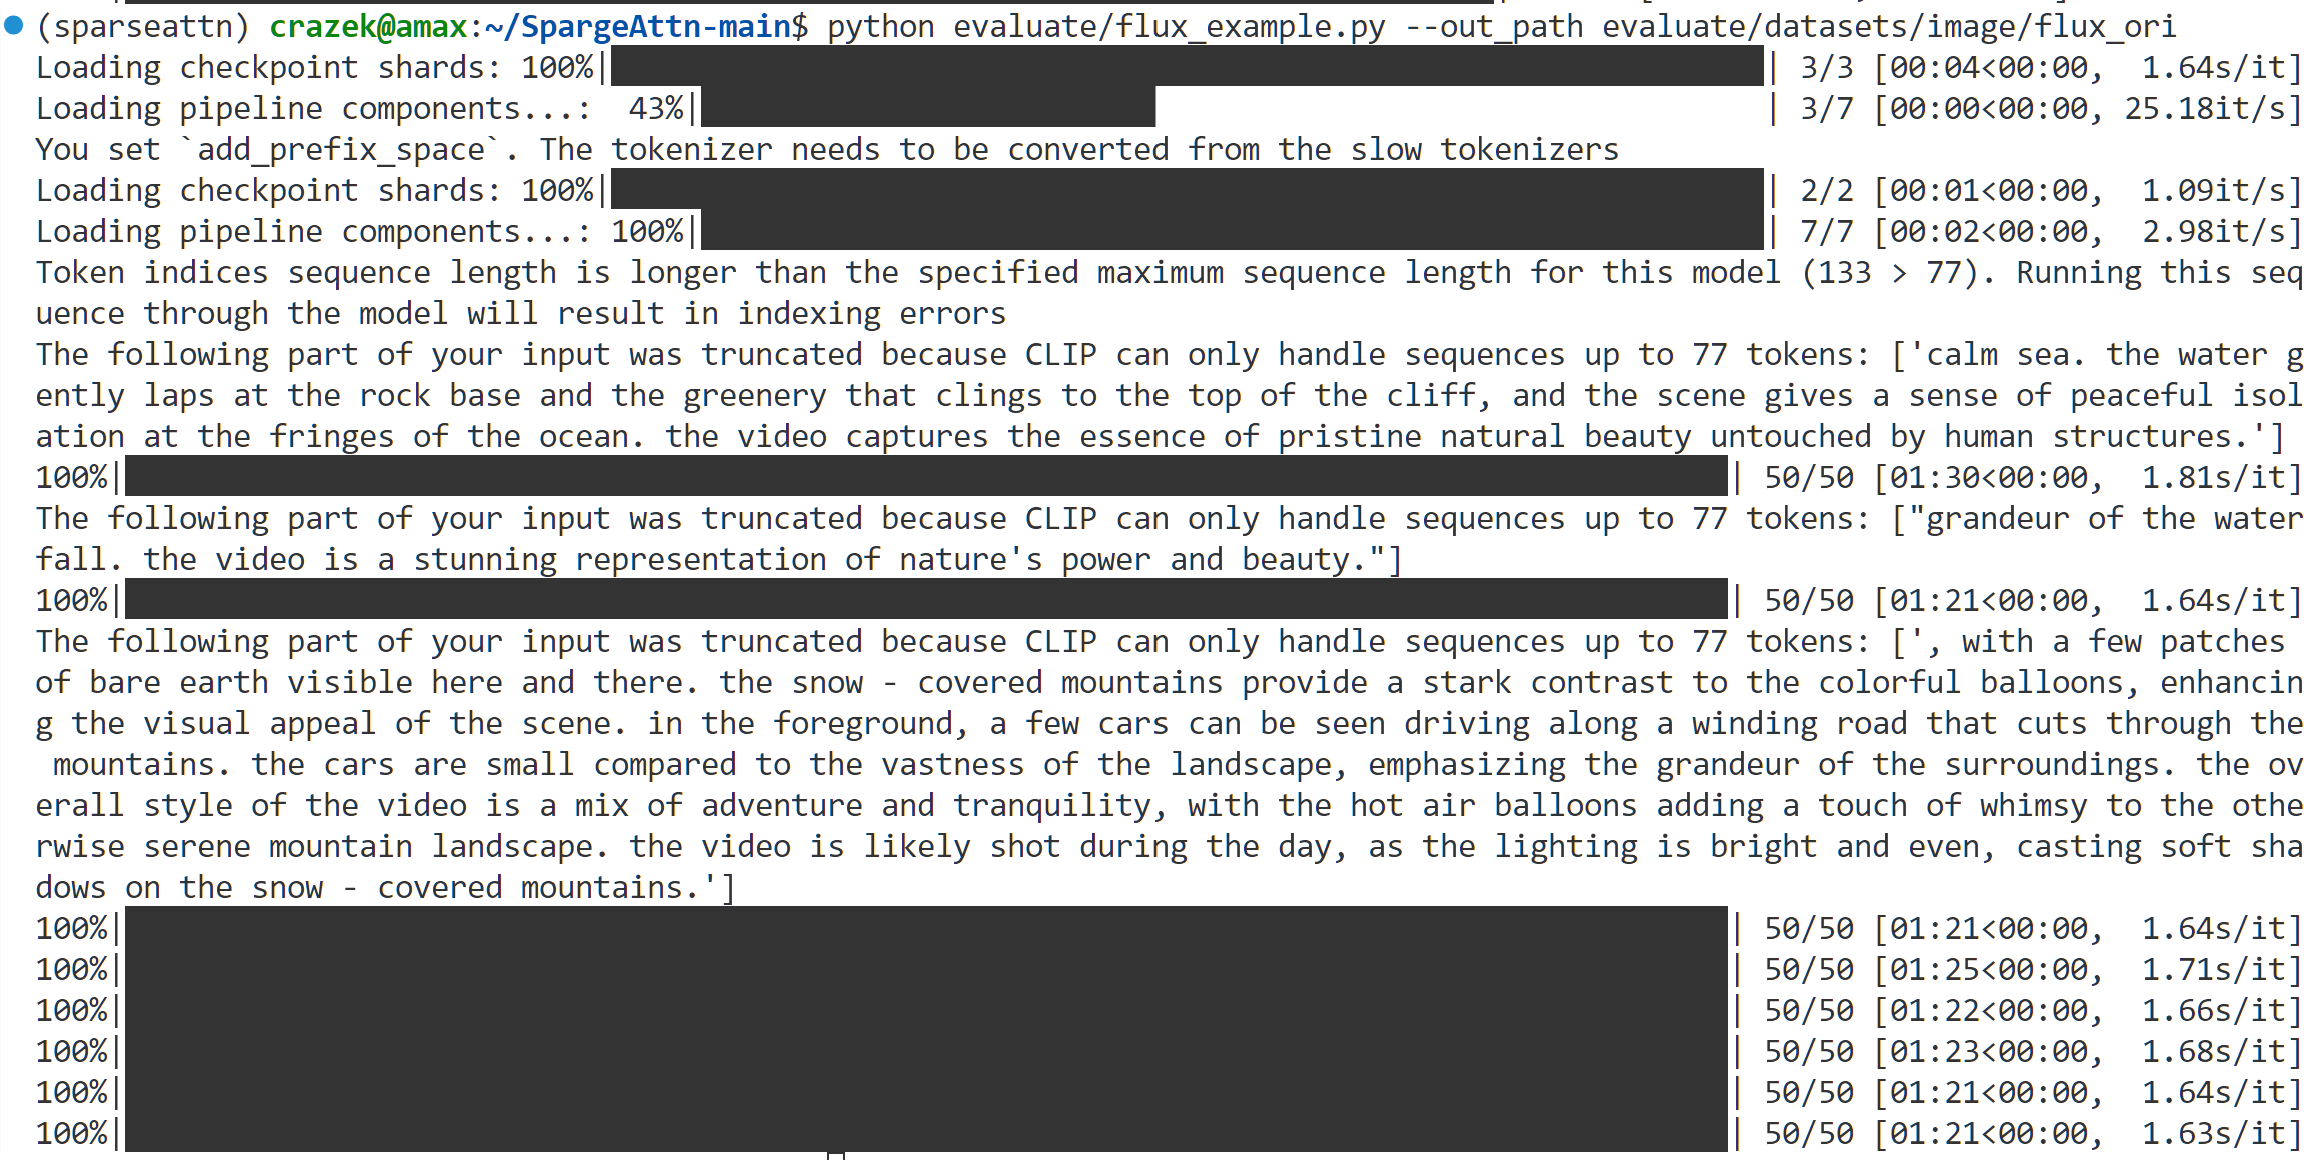 (sparseattn) crazek@amax:~/SpargeAttn-main$ python evaluate/flux_example.py --out_path evaluate/datasets/image/flux_ori
Loading checkpoint shards: 100%| | 3/3 [00:04<00:00,  1.64s/it]
Loading pipeline components...:  43%| | 3/7 [00:00<00:00, 25.18it/s]
You set `add_prefix_space`. The tokenizer needs to be converted from the slow tokenizers
Loading checkpoint shards: 100%| | 2/2 [00:01<00:00,  1.09it/s]
Loading pipeline components...: 100%| | 7/7 [00:02<00:00,  2.98it/s]
Token indices sequence length is longer than the specified maximum sequence length for this model (133 > 77). Running this seq
uence through the model will result in indexing errors
The following part of your input was truncated because CLIP can only handle sequences up to 77 tokens: ['calm sea. the water g
ently laps at the rock base and the greenery that clings to the top of the cliff, and the scene gives a sense of peaceful isol
ation at the fringes of the ocean. the video captures the essence of pristine natural beauty untouched by human structures.']
100%| | 50/50 [01:30<00:00,  1.81s/it]
The following part of your input was truncated because CLIP can only handle sequences up to 77 tokens: ["grandeur of the water
fall. the video is a stunning representation of nature's power and beauty."]
100%| | 50/50 [01:21<00:00,  1.64s/it]
The following part of your input was truncated because CLIP can only handle sequences up to 77 tokens: [', with a few patches
of bare earth visible here and there. the snow - covered mountains provide a stark contrast to the colorful balloons, enhancin
g the visual appeal of the scene. in the foreground, a few cars can be seen driving along a winding road that cuts through the
 mountains. the cars are small compared to the vastness of the landscape, emphasizing the grandeur of the surroundings. the ov
erall style of the video is a mix of adventure and tranquility, with the hot air balloons adding a touch of whimsy to the othe
rwise serene mountain landscape. the video is likely shot during the day, as the lighting is bright and even, casting soft sha
dows on the snow - covered mountains.']
100%| | 50/50 [01:21<00:00,  1.64s/it]
100%| | 50/50 [01:25<00:00,  1.71s/it]
100%| | 50/50 [01:22<00:00,  1.66s/it]
100%| | 50/50 [01:23<00:00,  1.68s/it]
100%| | 50/50 [01:21<00:00,  1.64s/it]
100%| | 50/50 [01:21<00:00,  1.63s/it]